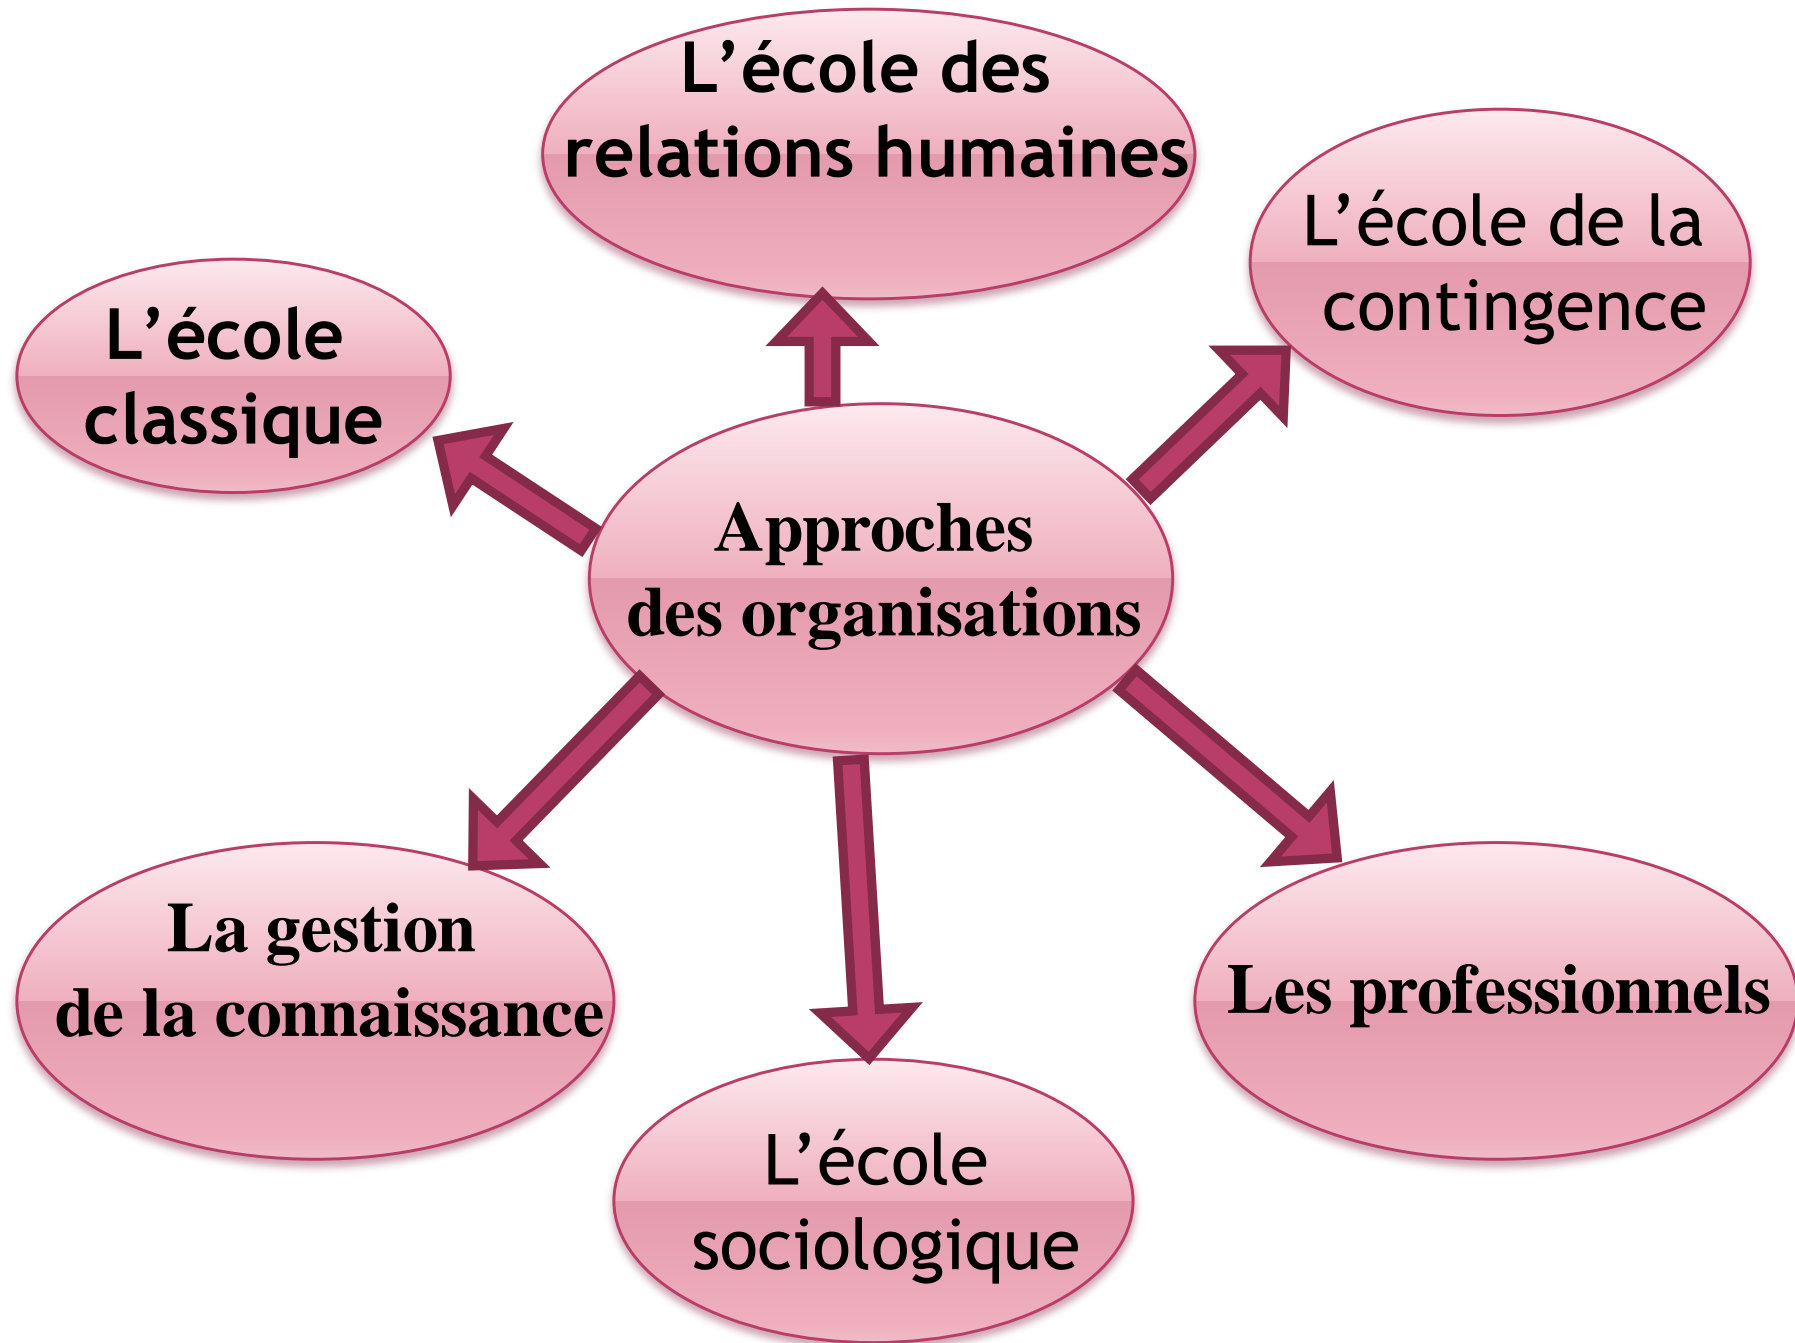 L’école des
relations humaines
L’école de la
contingence
L’école
classique
Approches
des organisations
La gestion
de la connaissance
Les professionnels
L’école
sociologique